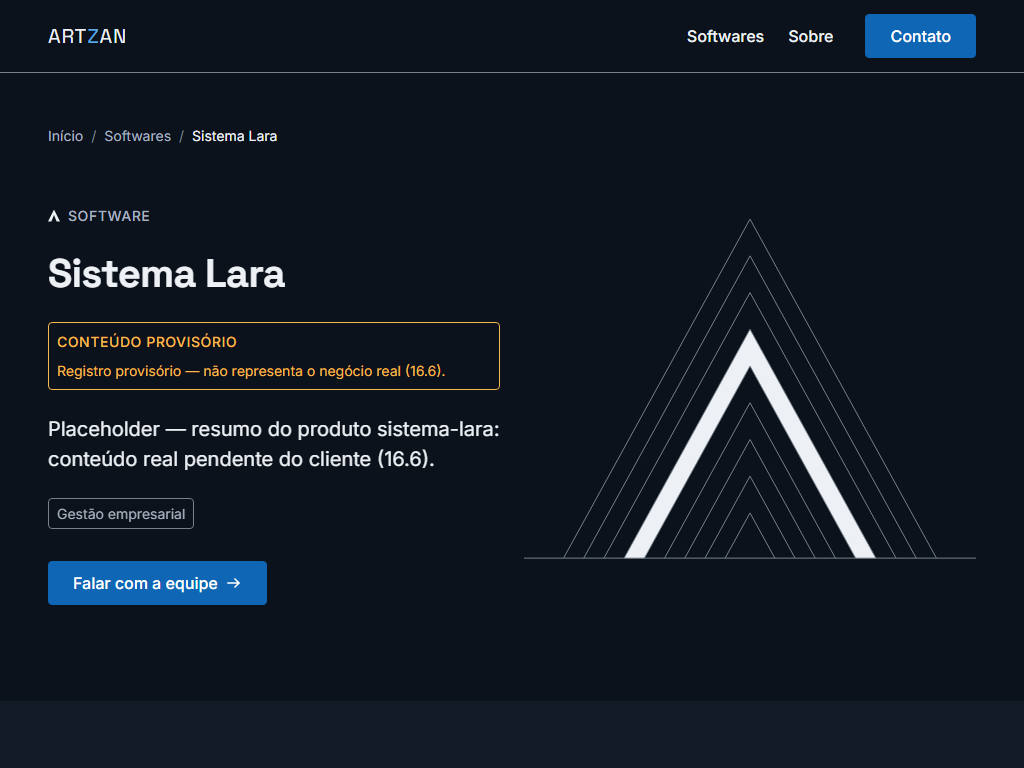 ARTZAN
Softwares
Sobre
Contato
Início / Softwares / Sistema Lara
SOFTWARE
Sistema Lara
CONTEÚDO PROVISÓRIO
Registro provisório — não representa o negócio real (16.6).
Placeholder — resumo do produto sistema-lara:
conteúdo real pendente do cliente (16.6).
Gestão empresarial
Falar com a equipe →